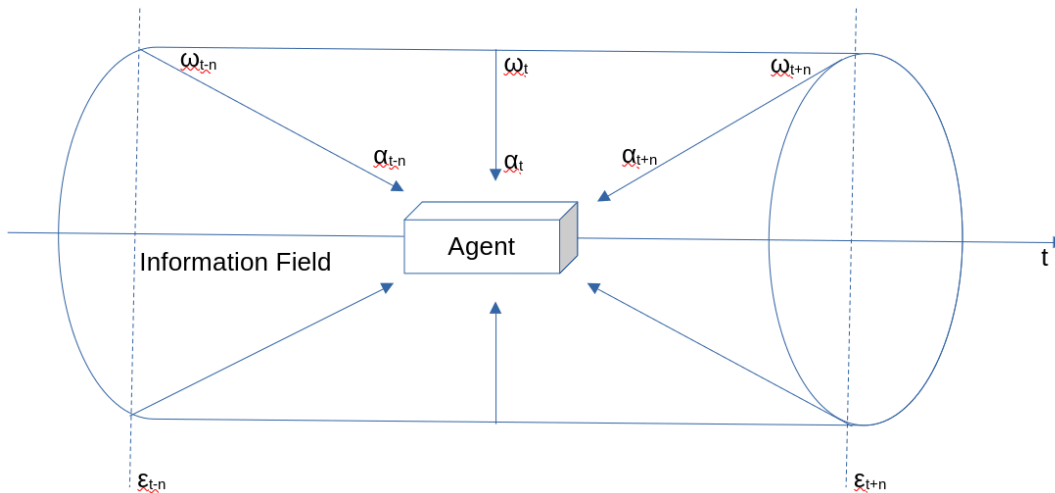 ωt-n
ωt
ωt+n
αt-n
αt
αt+n
Agent
Information Field
t
εt-n
εt+n